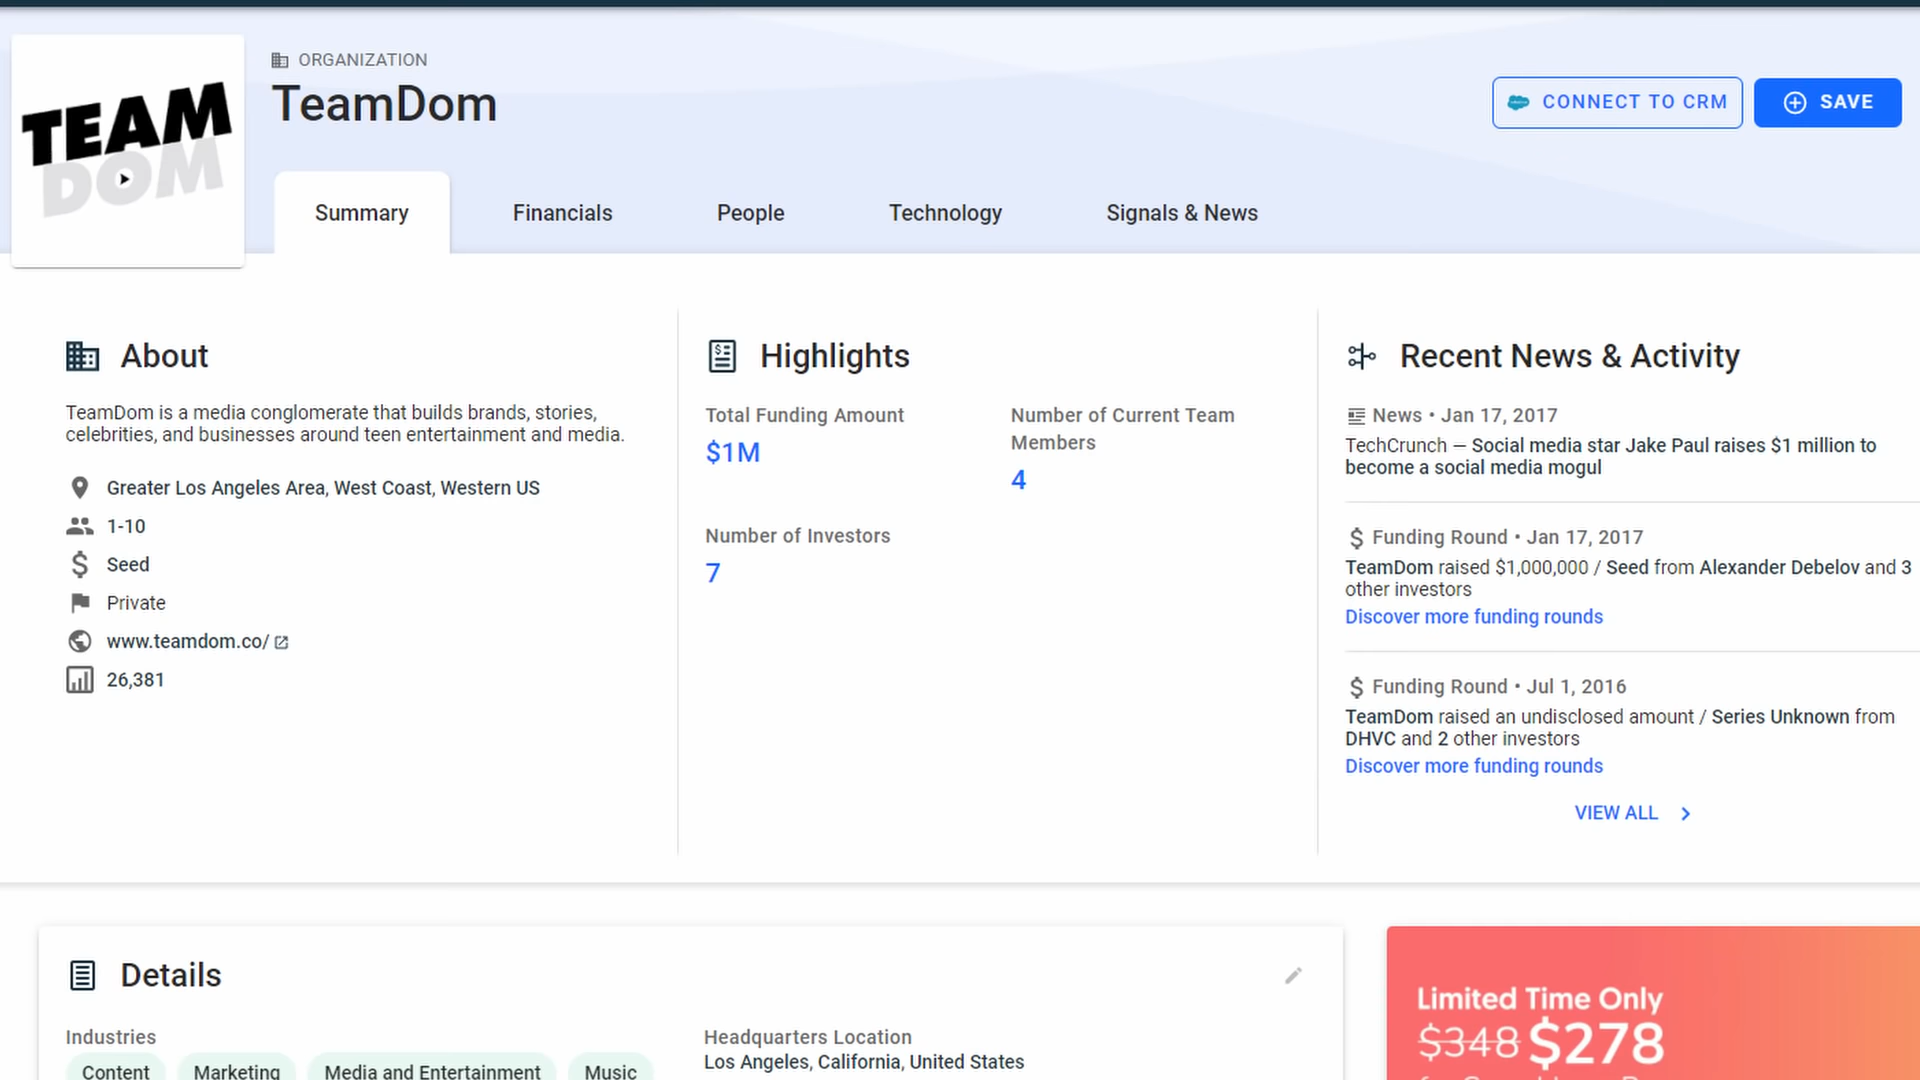 TEAM
DOM
ORGANIZATION
TeamDom
CONNECT TO CRM
SAVE
Summary
Financials
People
Technology
Signals & News
About
TeamDom is a media conglomerate that builds brands, stories,
celebrities, and businesses around teen entertainment and media.
Greater Los Angeles Area, West Coast, Western US
1-10
Seed
Private
www.teamdom.co/
26,381
Highlights
Total Funding Amount
$1M
Number of Current Team
Members
4
Number of Investors
7
Recent News & Activity
News • Jan 17, 2017
TechCrunch — Social media star Jake Paul raises $1 million to
become a social media mogul
Funding Round • Jan 17, 2017
TeamDom raised $1,000,000 / Seed from Alexander Debelov and 3
other investors
Discover more funding rounds
Funding Round • Jul 1, 2016
TeamDom raised an undisclosed amount / Series Unknown from
DHVC and 2 other investors
Discover more funding rounds
VIEW ALL
Details
Industries
Content
Marketing
Media and Entertainment
Music
Headquarters Location
Los Angeles, California, United States
Limited Time Only
$348 $278